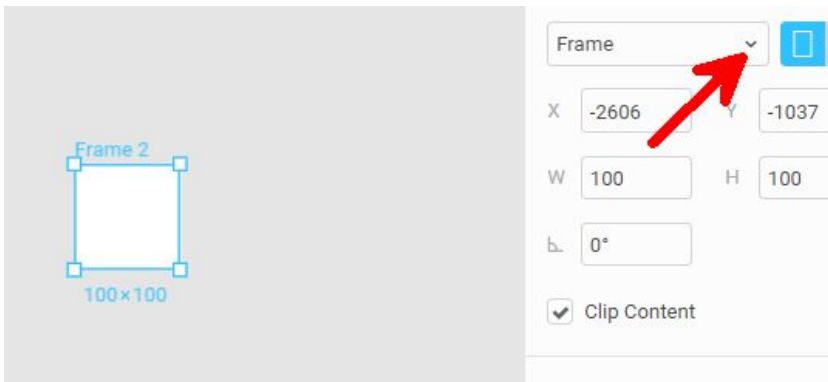 Frame
X -2606 Y -1037
Frame 2
W 100 H 100
0°
100×100
Clip Content